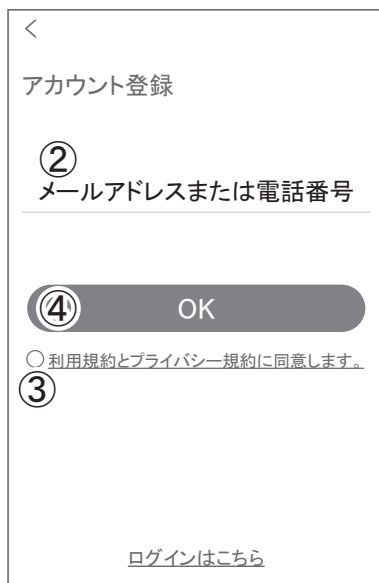 <
アカウント登録
②
メールアドレスまたは電話番号
④ OK
○利用規約とプライバシー規約に同意します。
③
ログインはこちら